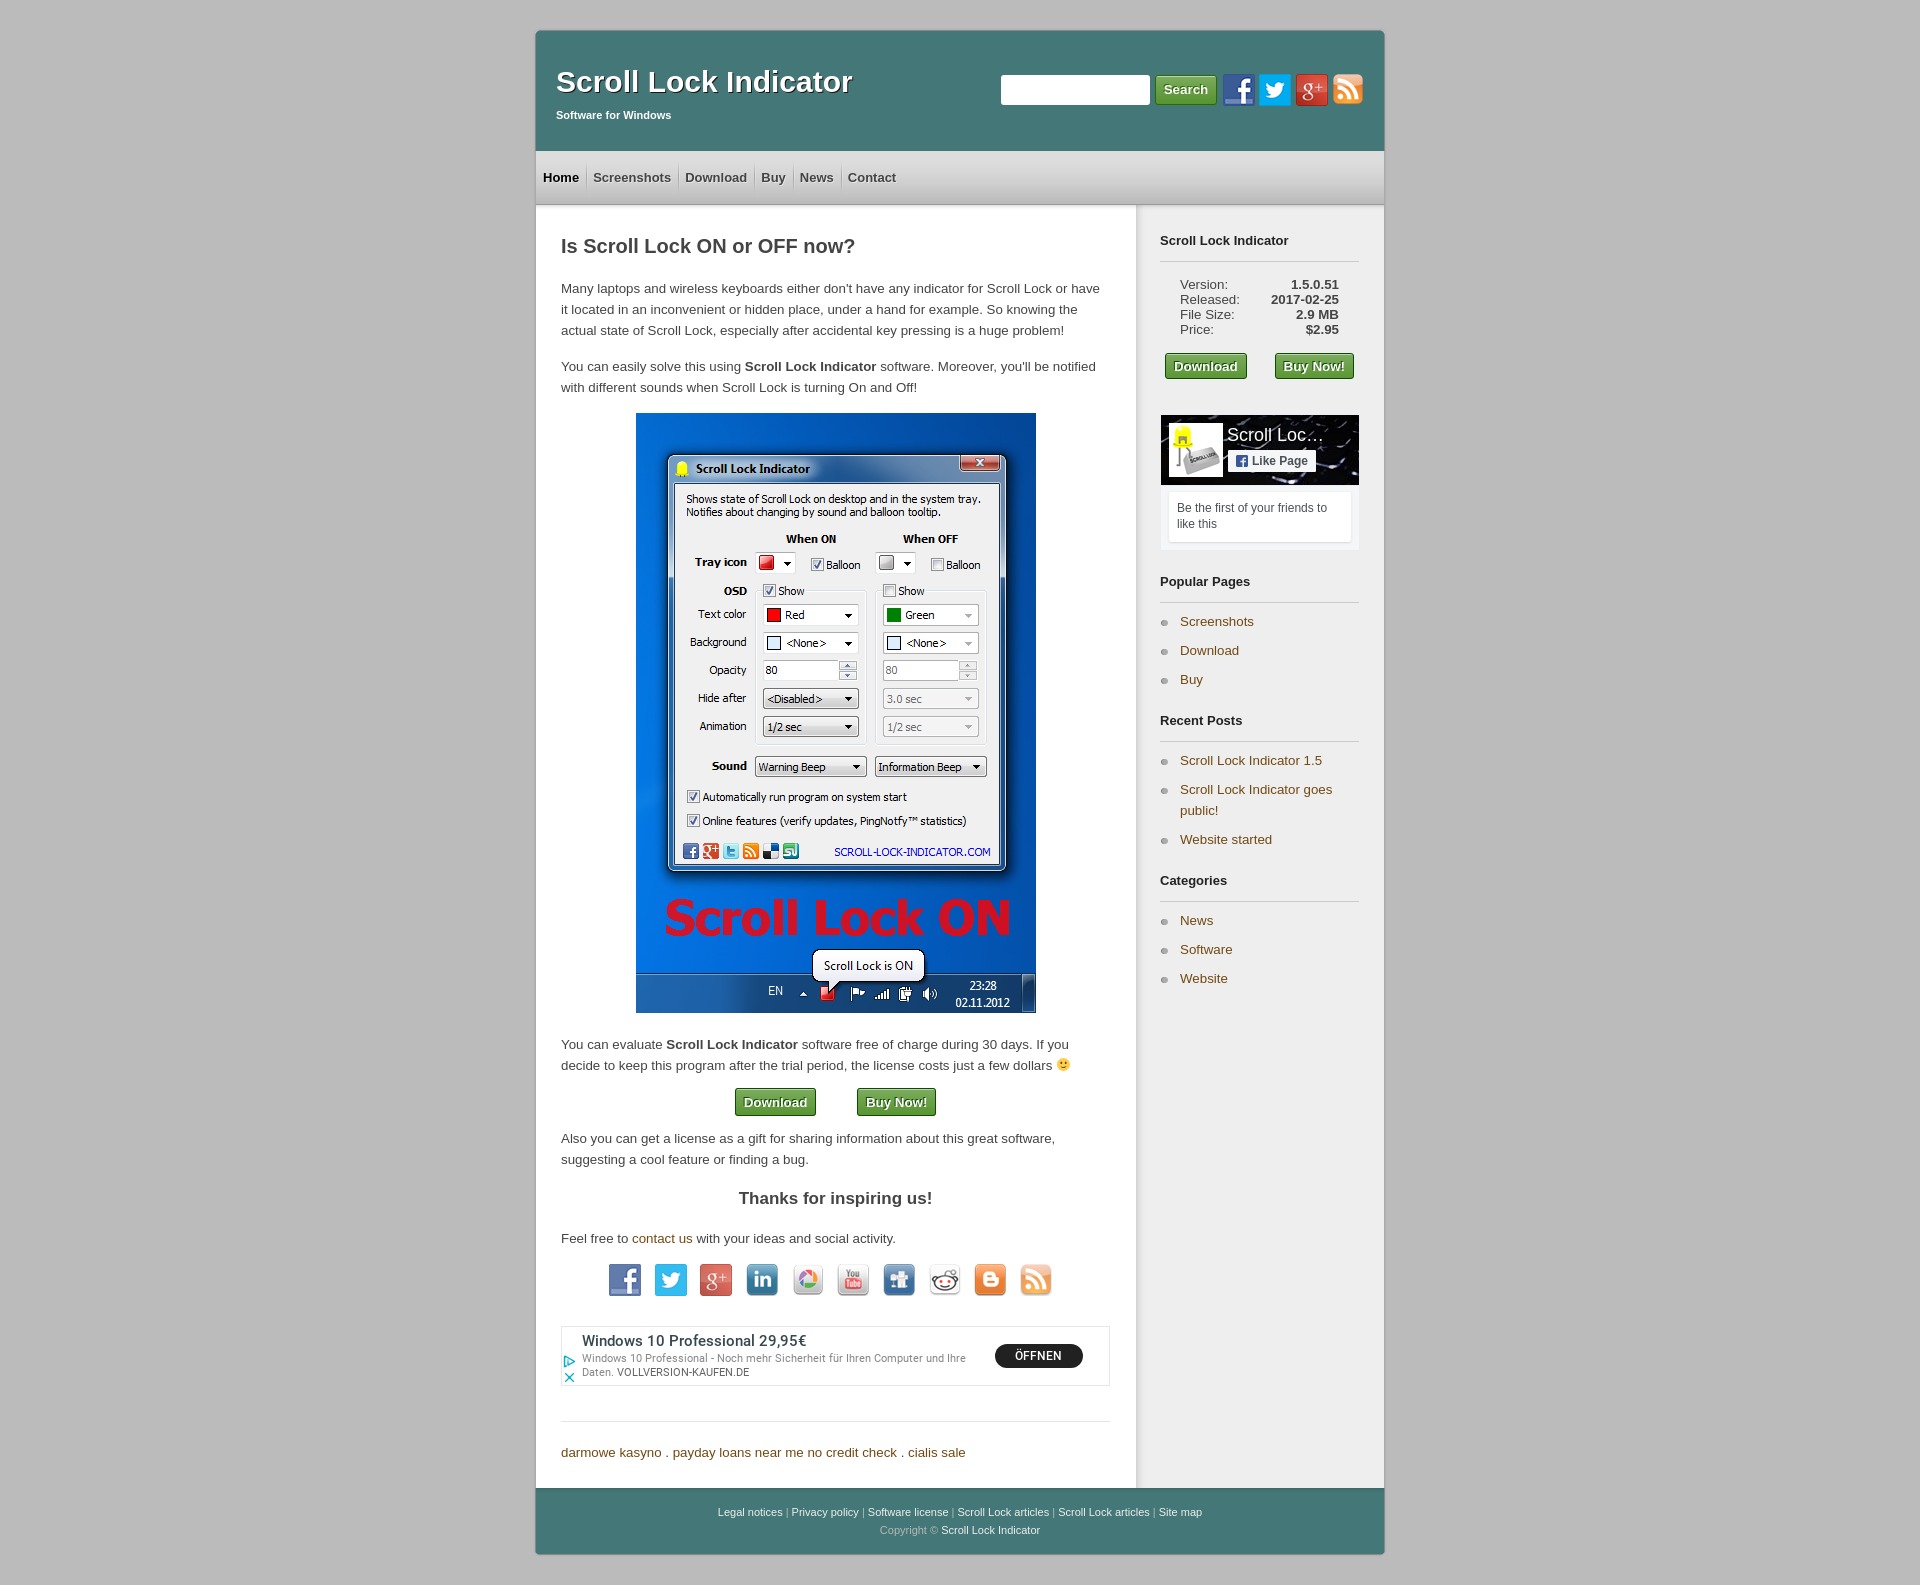 Scroll Lock Indicator
Software for Windows
Search
Home
Screenshots
Download
Buy
News
Contact
Is Scroll Lock ON or OFF now?
Many laptops and wireless keyboards either don't have any indicator for Scroll Lock or have
it located in an inconvenient or hidden place, under a hand for example. So knowing the
actual state of Scroll Lock, especially after accidental key pressing is a huge problem!
You can easily solve this using Scroll Lock Indicator software. Moreover, you'll be notified
with different sounds when Scroll Lock is turning On and Off!
Scroll Lock Indicator
Shows state of Scroll Lock on desktop and in the system tray.
Notifies about changing by sound and balloon tooltip.
When ON When OFF
Tray icon Balloon Balloon
OSD Show Show
Text color Red Green
Background <None> <None>
Opacity 80 80
Hide after <Disabled> 3.0 sec
Animation 1/2 sec 1/2 sec
Sound Warning Beep Information Beep
Automatically run program on system start
Online features (verify updates, PingNotfy™ statistics)
SCROLL-LOCK-INDICATOR.COM
Scroll Lock ON
Scroll Lock is ON
EN
23:28
02.11.2012
You can evaluate Scroll Lock Indicator software free of charge during 30 days. If you
decide to keep this program after the trial period, the license costs just a few dollars 🙂
Download
Buy Now!
Also you can get a license as a gift for sharing information about this great software,
suggesting a cool feature or finding a bug.
Thanks for inspiring us!
Feel free to contact us with your ideas and social activity.
You
Tube
Windows 10 Professional 29,95€
Windows 10 Professional - Noch mehr Sicherheit für Ihren Computer und Ihre
Daten. VOLLVERSION-KAUFEN.DE
ÖFFNEN
darmowe kasyno . payday loans near me no credit check . cialis sale
Scroll Lock Indicator
Version: 1.5.0.51
Released: 2017-02-25
File Size: 2.9 MB
Price: $2.95
Download
Buy Now!
Scroll Loc...
Like Page
Be the first of your friends to
like this
Popular Pages
Screenshots
Download
Buy
Recent Posts
Scroll Lock Indicator 1.5
Scroll Lock Indicator goes
public!
Website started
Categories
News
Software
Website
Legal notices | Privacy policy | Software license | Scroll Lock articles | Scroll Lock articles | Site map
Copyright © Scroll Lock Indicator